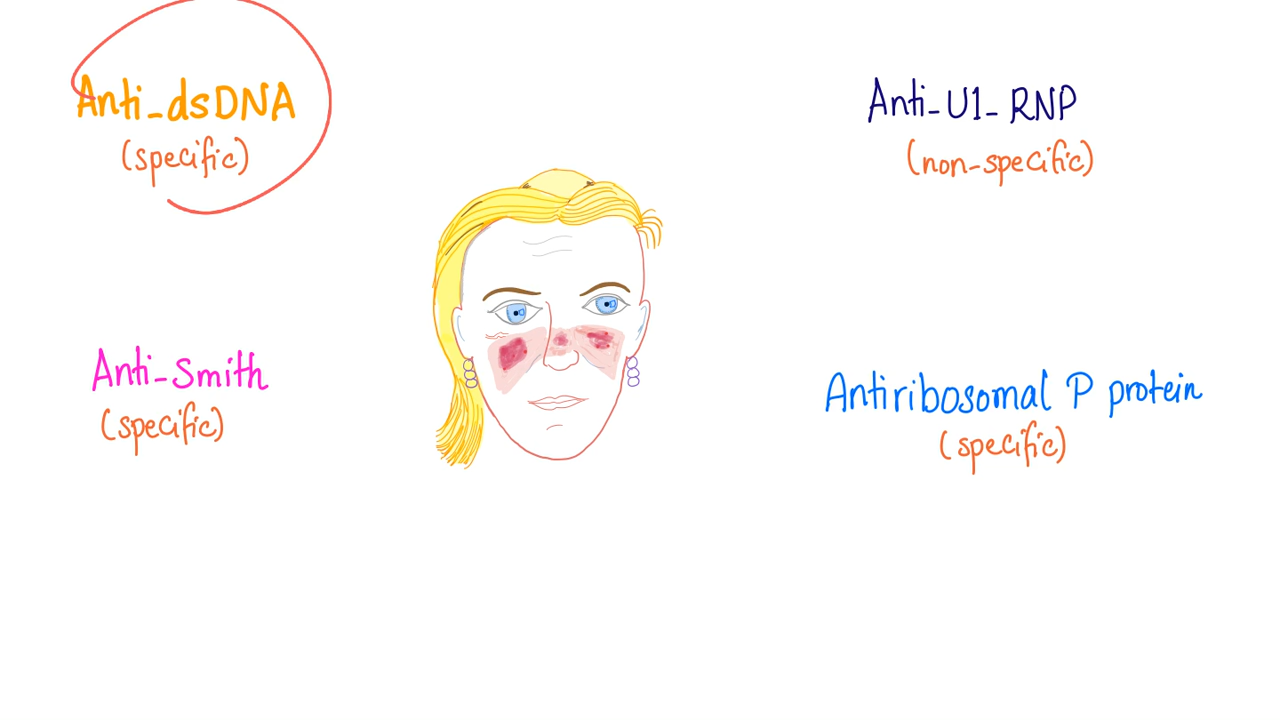 Anti-dsDNA
(specific)
Anti-U1-RNP
(non-specific)
Anti-Smith
(specific)
Antiribosomal P protein
(specific)